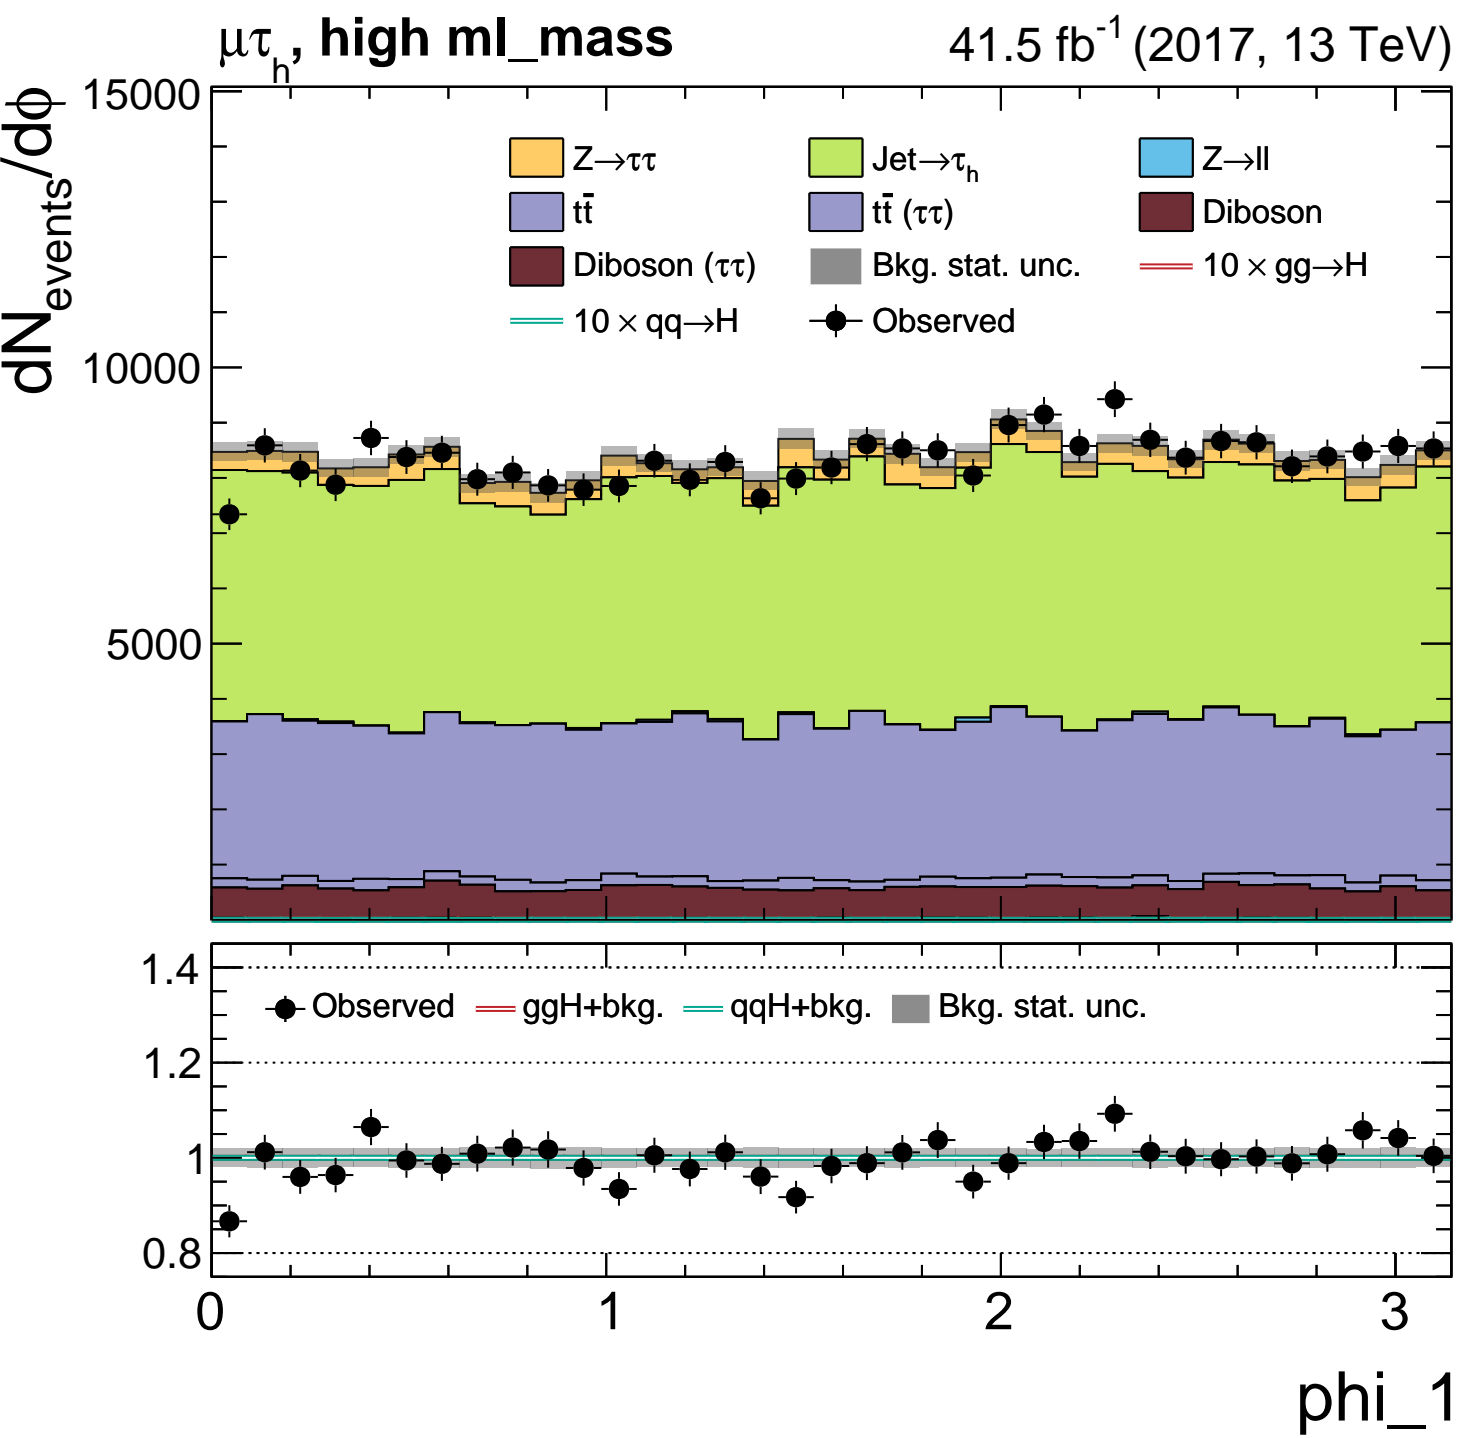 μτₕ, high ml_mass 41.5 fb⁻¹ (2017, 13 TeV)
dN_events/dϕ
15000
10000
5000
Z→ττ Jet→τₕ Z→ll
tt̄ tt̄ (ττ) Diboson
Diboson (ττ) Bkg. stat. unc. 10 × gg→H
10 × qq→H Observed
1.4
1.2
1
0.8
Observed ggH+bkg. qqH+bkg. Bkg. stat. unc.
0 1 2 3
phi_1